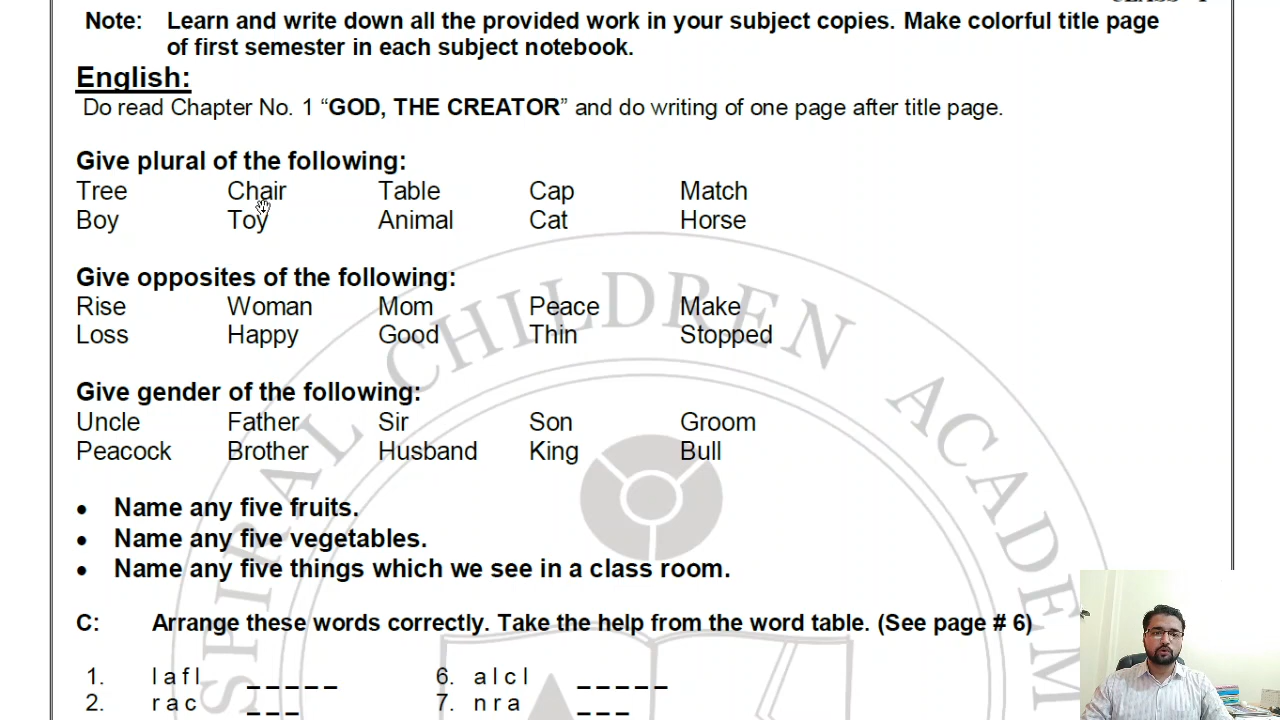 CLASS - 1
Note: Learn and write down all the provided work in your subject copies. Make colorful title page
of first semester in each subject notebook.
English:
Do read Chapter No. 1 “GOD, THE CREATOR” and do writing of one page after title page.
Give plural of the following:
Tree Chair Table Cap Match
Boy Toy Animal Cat Horse
Give opposites of the following:
Rise Woman Mom Peace Make
Loss Happy Good Thin Stopped
Give gender of the following:
Uncle Father Sir Son Groom
Peacock Brother Husband King Bull
• Name any five fruits.
• Name any five vegetables.
• Name any five things which we see in a class room.
C: Arrange these words correctly. Take the help from the word table. (See page # 6)
1. l a f l _ _ _ _ _ 6. a l c l _ _ _ _ _
2. r a c _ _ _ 7. n r a _ _ _
SPIRAL CHILDREN ACADEM